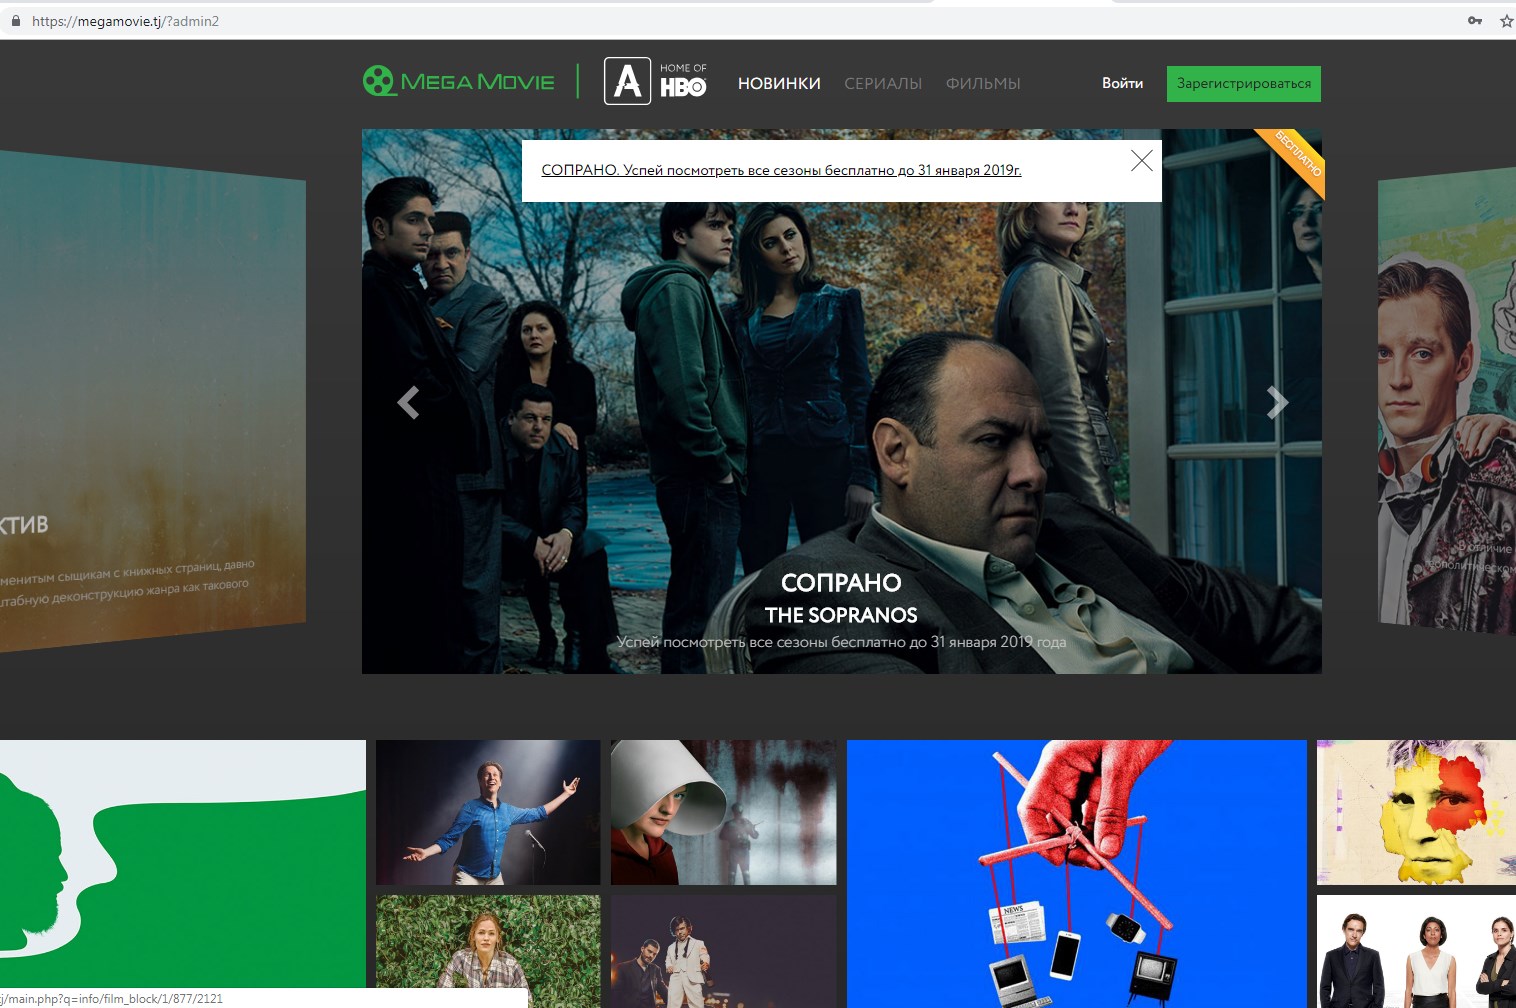 https://megamovie.tj/?admin2
MEGA MOVIE
A
HOME OF
HBO
НОВИНКИ
СЕРИАЛЫ
ФИЛЬМЫ
Войти
Зарегистрироваться
СОПРАНО. Успей посмотреть все сезоны бесплатно до 31 января 2019г.
БЕСПЛАТНО
СОПРАНО
THE SOPRANOS
Успей посмотреть все сезоны бесплатно до 31 января 2019 года
КТИВ
менитым сыщикам с книжных страниц, давно
штабную деконструкцию жанра как такового
В отличие
геополитическом
NEWS
tj/main.php?q=info/film_block/1/877/2121